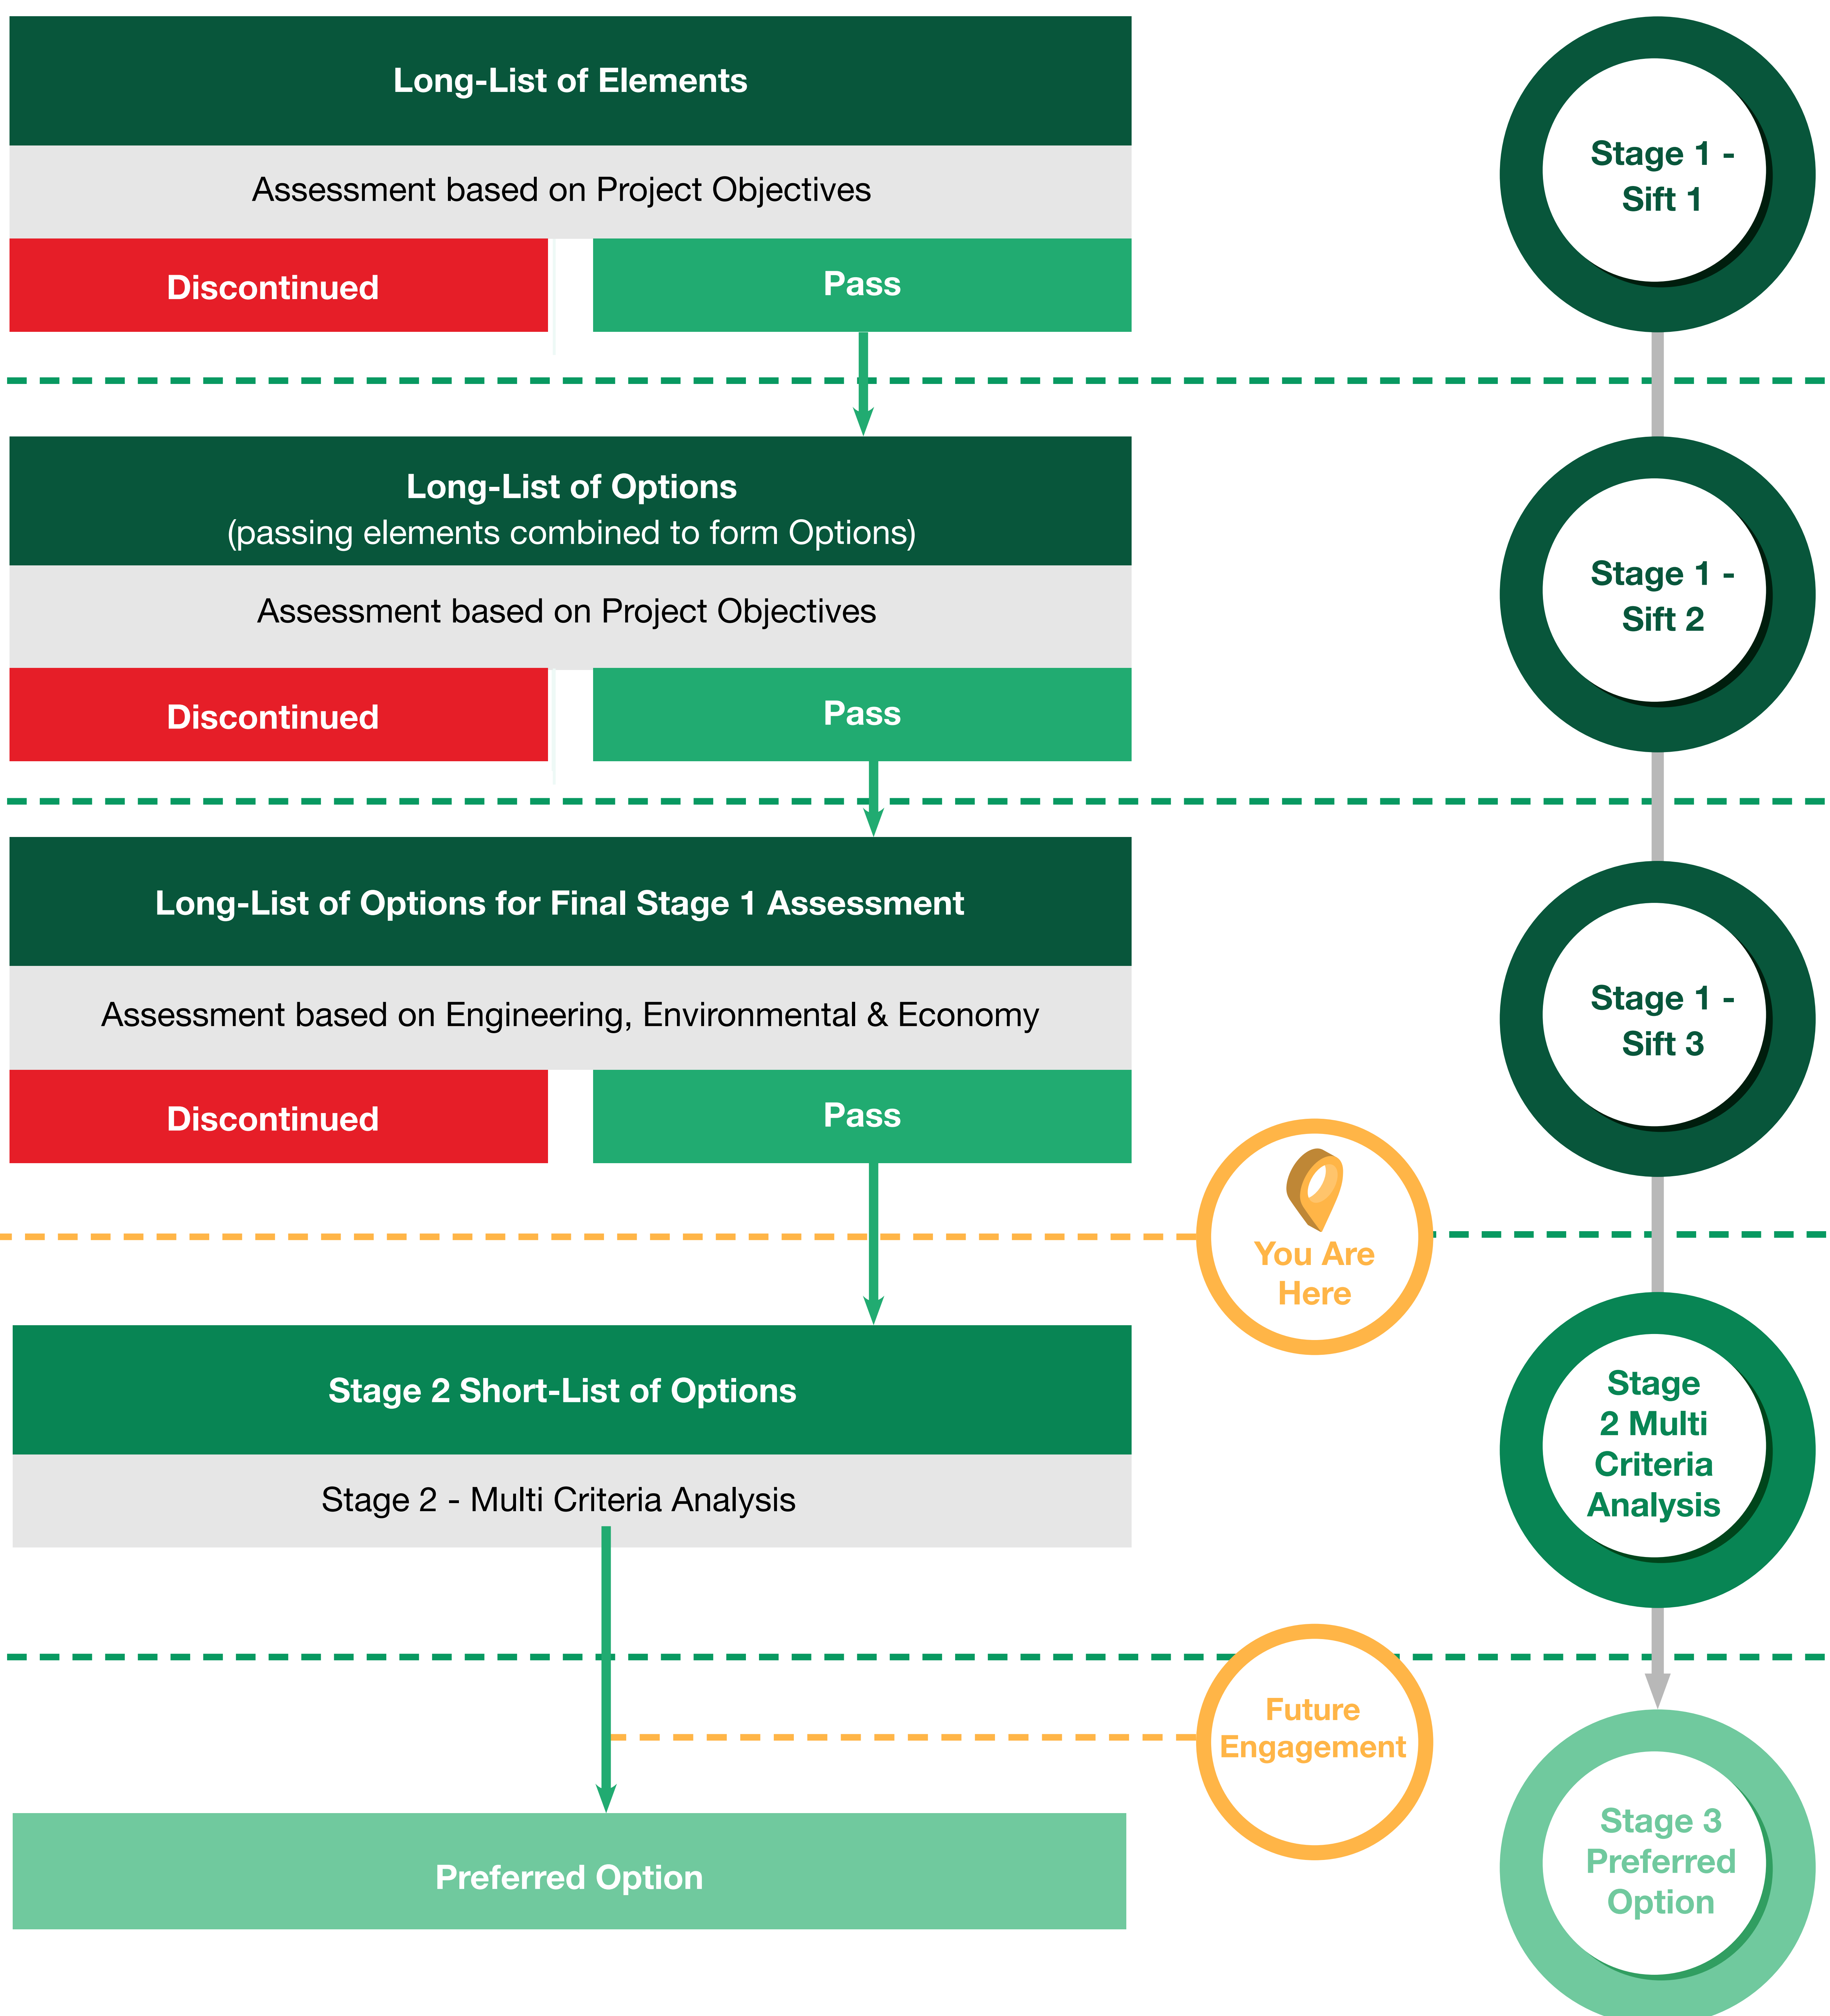 Long-List of Elements
Assessment based on Project Objectives
Discontinued
Pass
Stage 1 -
Sift 1
Long-List of Options
(passing elements combined to form Options)
Assessment based on Project Objectives
Discontinued
Pass
Stage 1 -
Sift 2
Long-List of Options for Final Stage 1 Assessment
Assessment based on Engineering, Environmental & Economy
Discontinued
Pass
Stage 1 -
Sift 3
You Are
Here
Stage 2 Short-List of Options
Stage 2 - Multi Criteria Analysis
Stage
2 Multi
Criteria
Analysis
Future
Engagement
Preferred Option
Stage 3
Preferred
Option